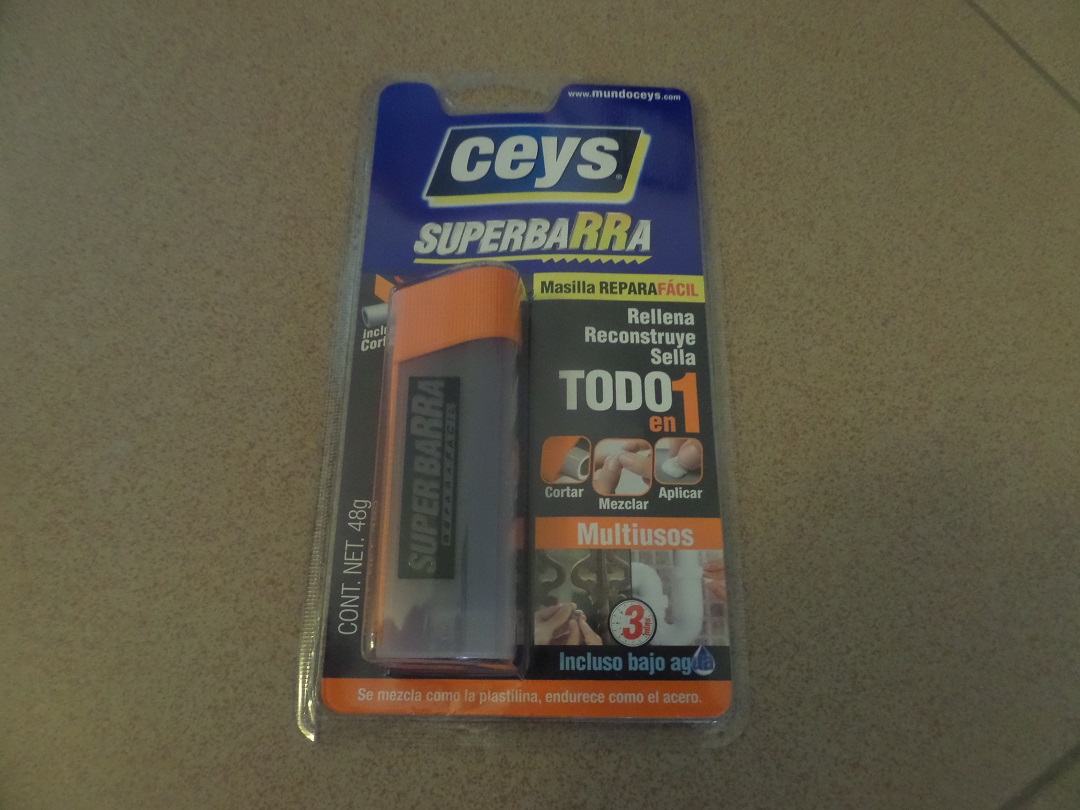 www.mundoceys.com
ceys
SUPERBARRA
Masilla REPARAFÁCIL
Rellena
Reconstruye
Sella
TODO
en 1
Cortar
Mezclar
Aplicar
Multiusos
3
Incluso bajo agua
SUPERBARRA
REPARAFÁCIL
CONT. NET. 48g
Se mezcla como la plastilina, endurece como el acero.